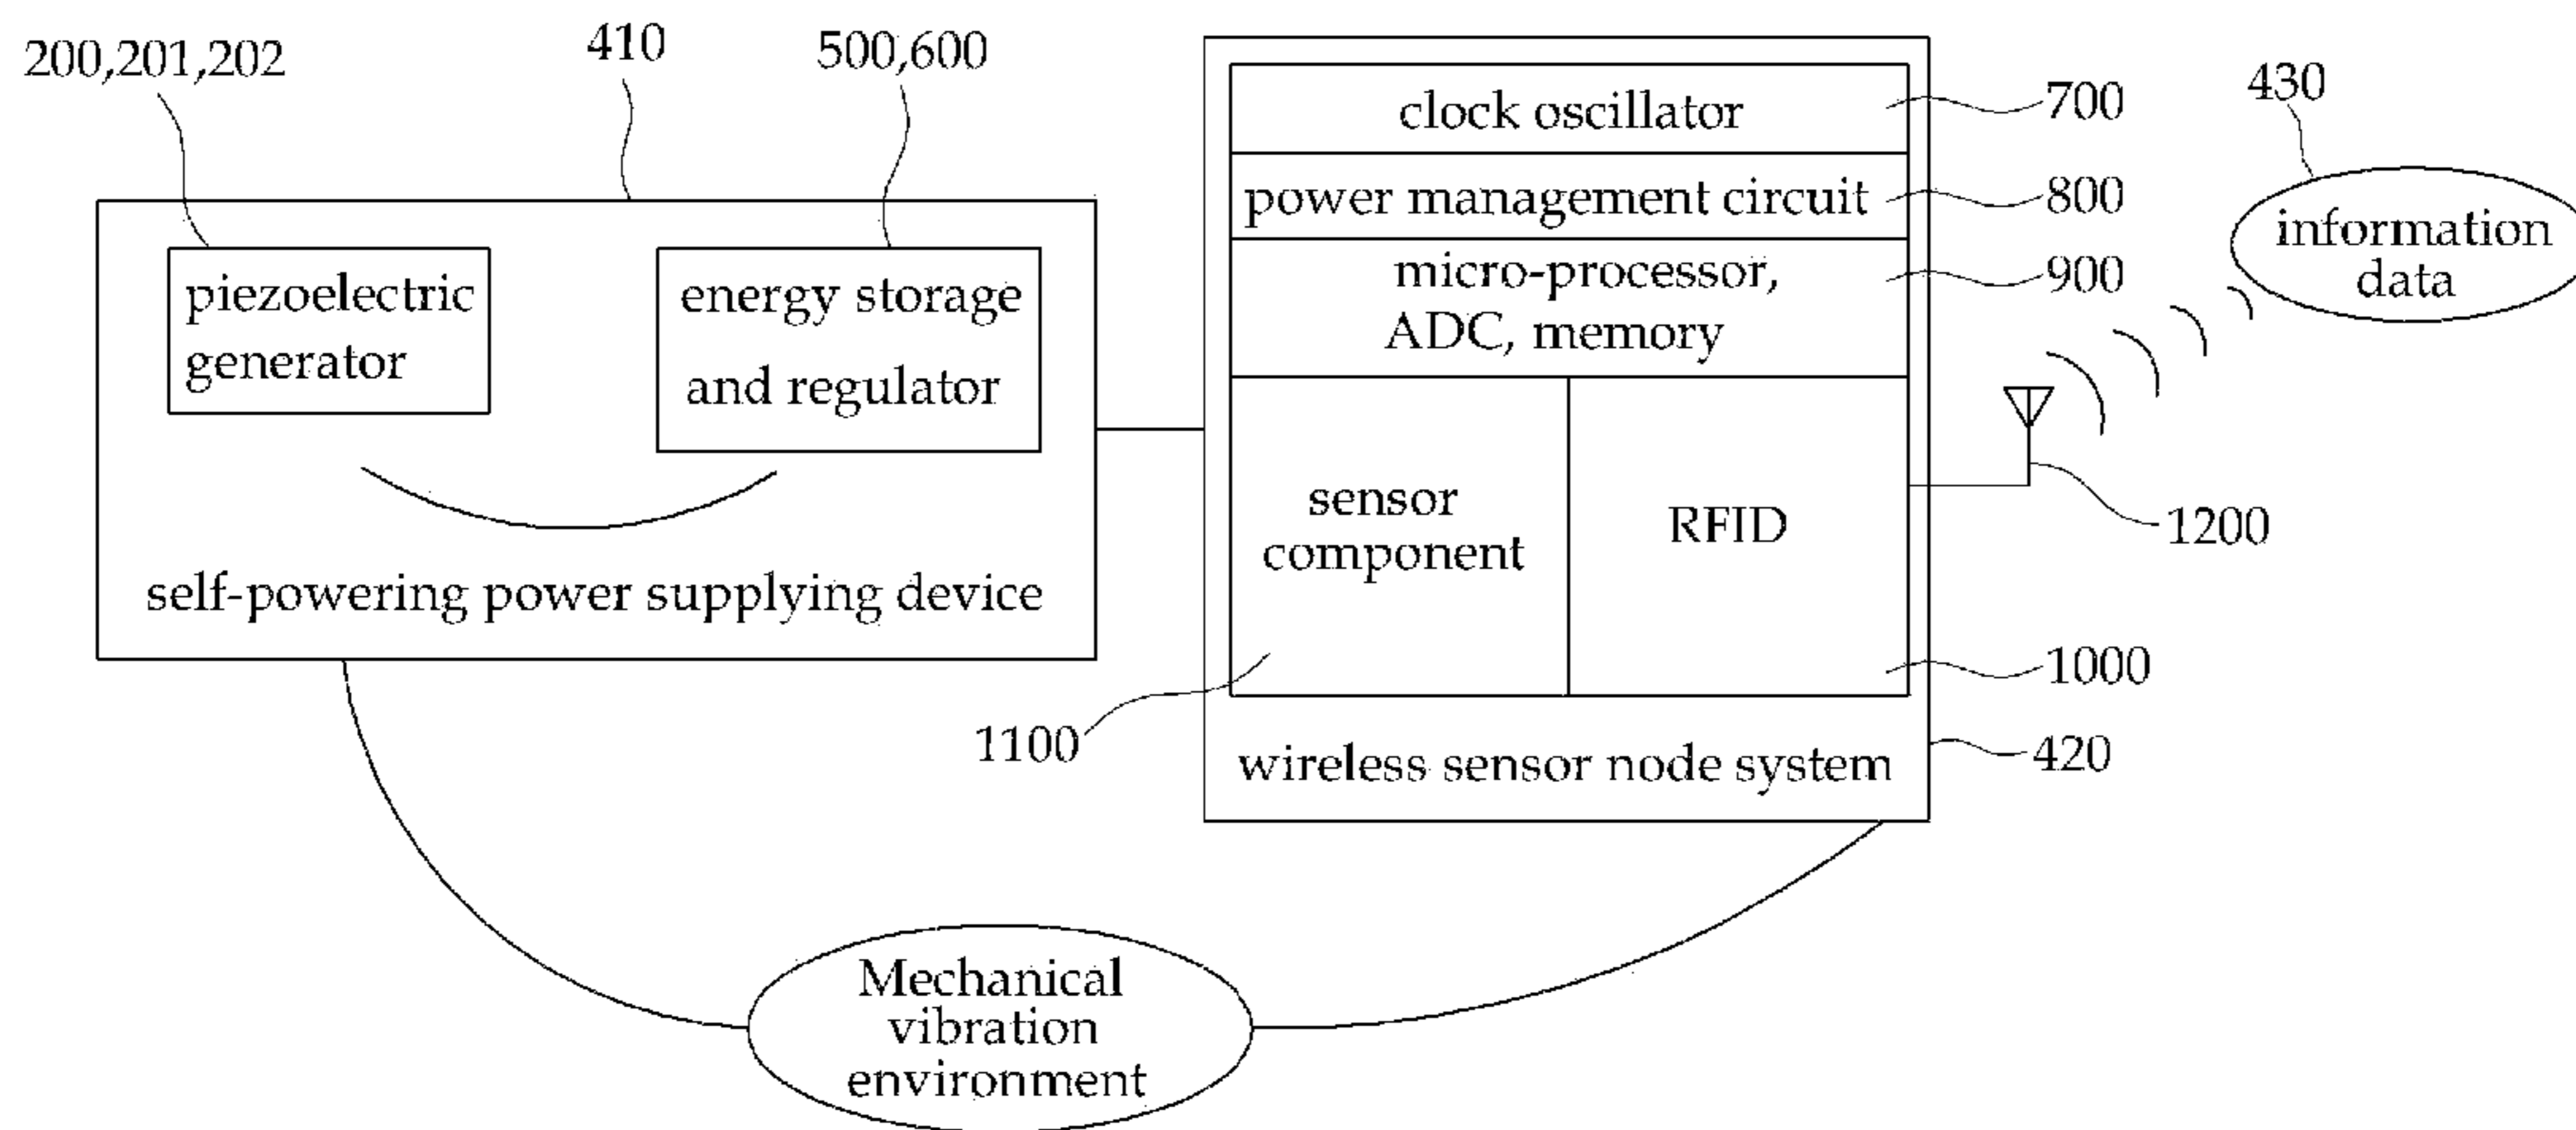 200,201,202
410
500,600
piezoelectric
generator
energy storage
and regulator
self-powering power supplying device
clock oscillator
700
power management circuit
800
micro-processor,
ADC, memory
900
sensor
component
RFID
1100
1000
wireless sensor node system
420
430
information
data
1200
Mechanical
vibration
environment